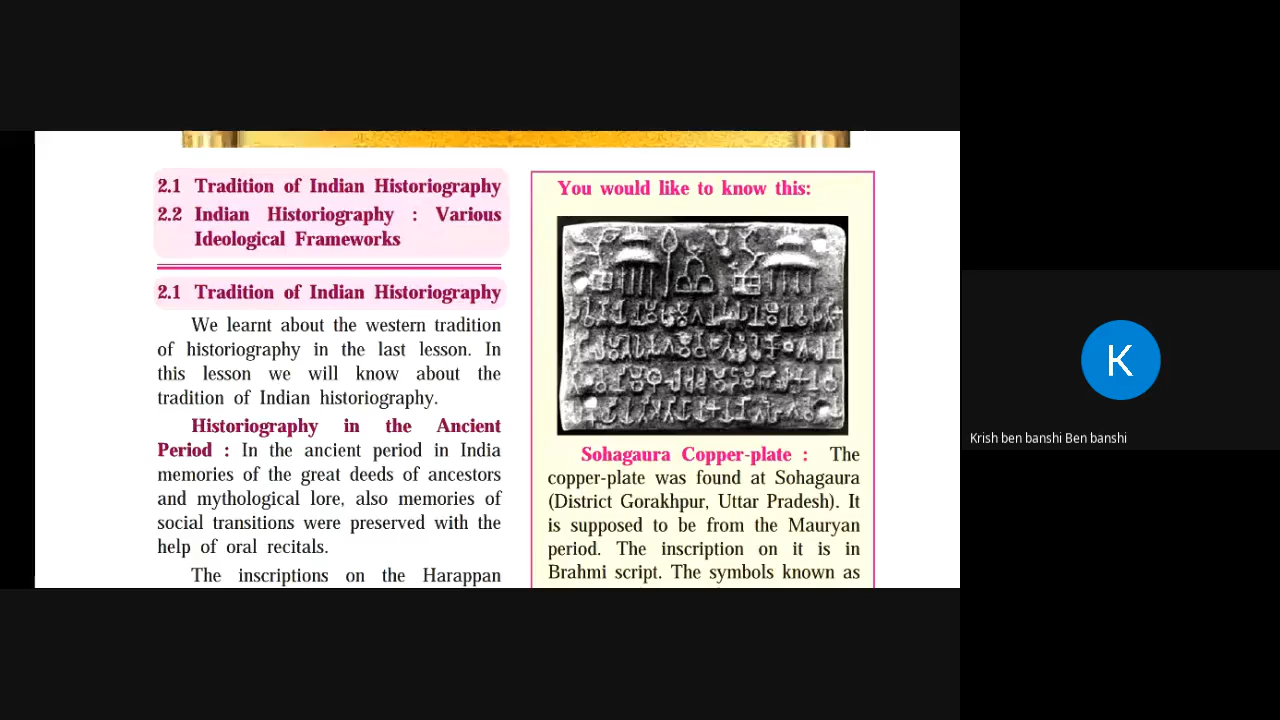 2.1 Tradition of Indian Historiography
2.2 Indian Historiography : Various
Ideological Frameworks
2.1 Tradition of Indian Historiography
We learnt about the western tradition
of historiography in the last lesson. In
this lesson we will know about the
tradition of Indian historiography.
Historiography in the Ancient
Period : In the ancient period in India
memories of the great deeds of ancestors
and mythological lore, also memories of
social transitions were preserved with the
help of oral recitals.
The inscriptions on the Harappan
You would like to know this:
Sohagaura Copper-plate : The
copper-plate was found at Sohagaura
(District Gorakhpur, Uttar Pradesh). It
is supposed to be from the Mauryan
period. The inscription on it is in
Brahmi script. The symbols known as
K
Krish ben banshi Ben banshi